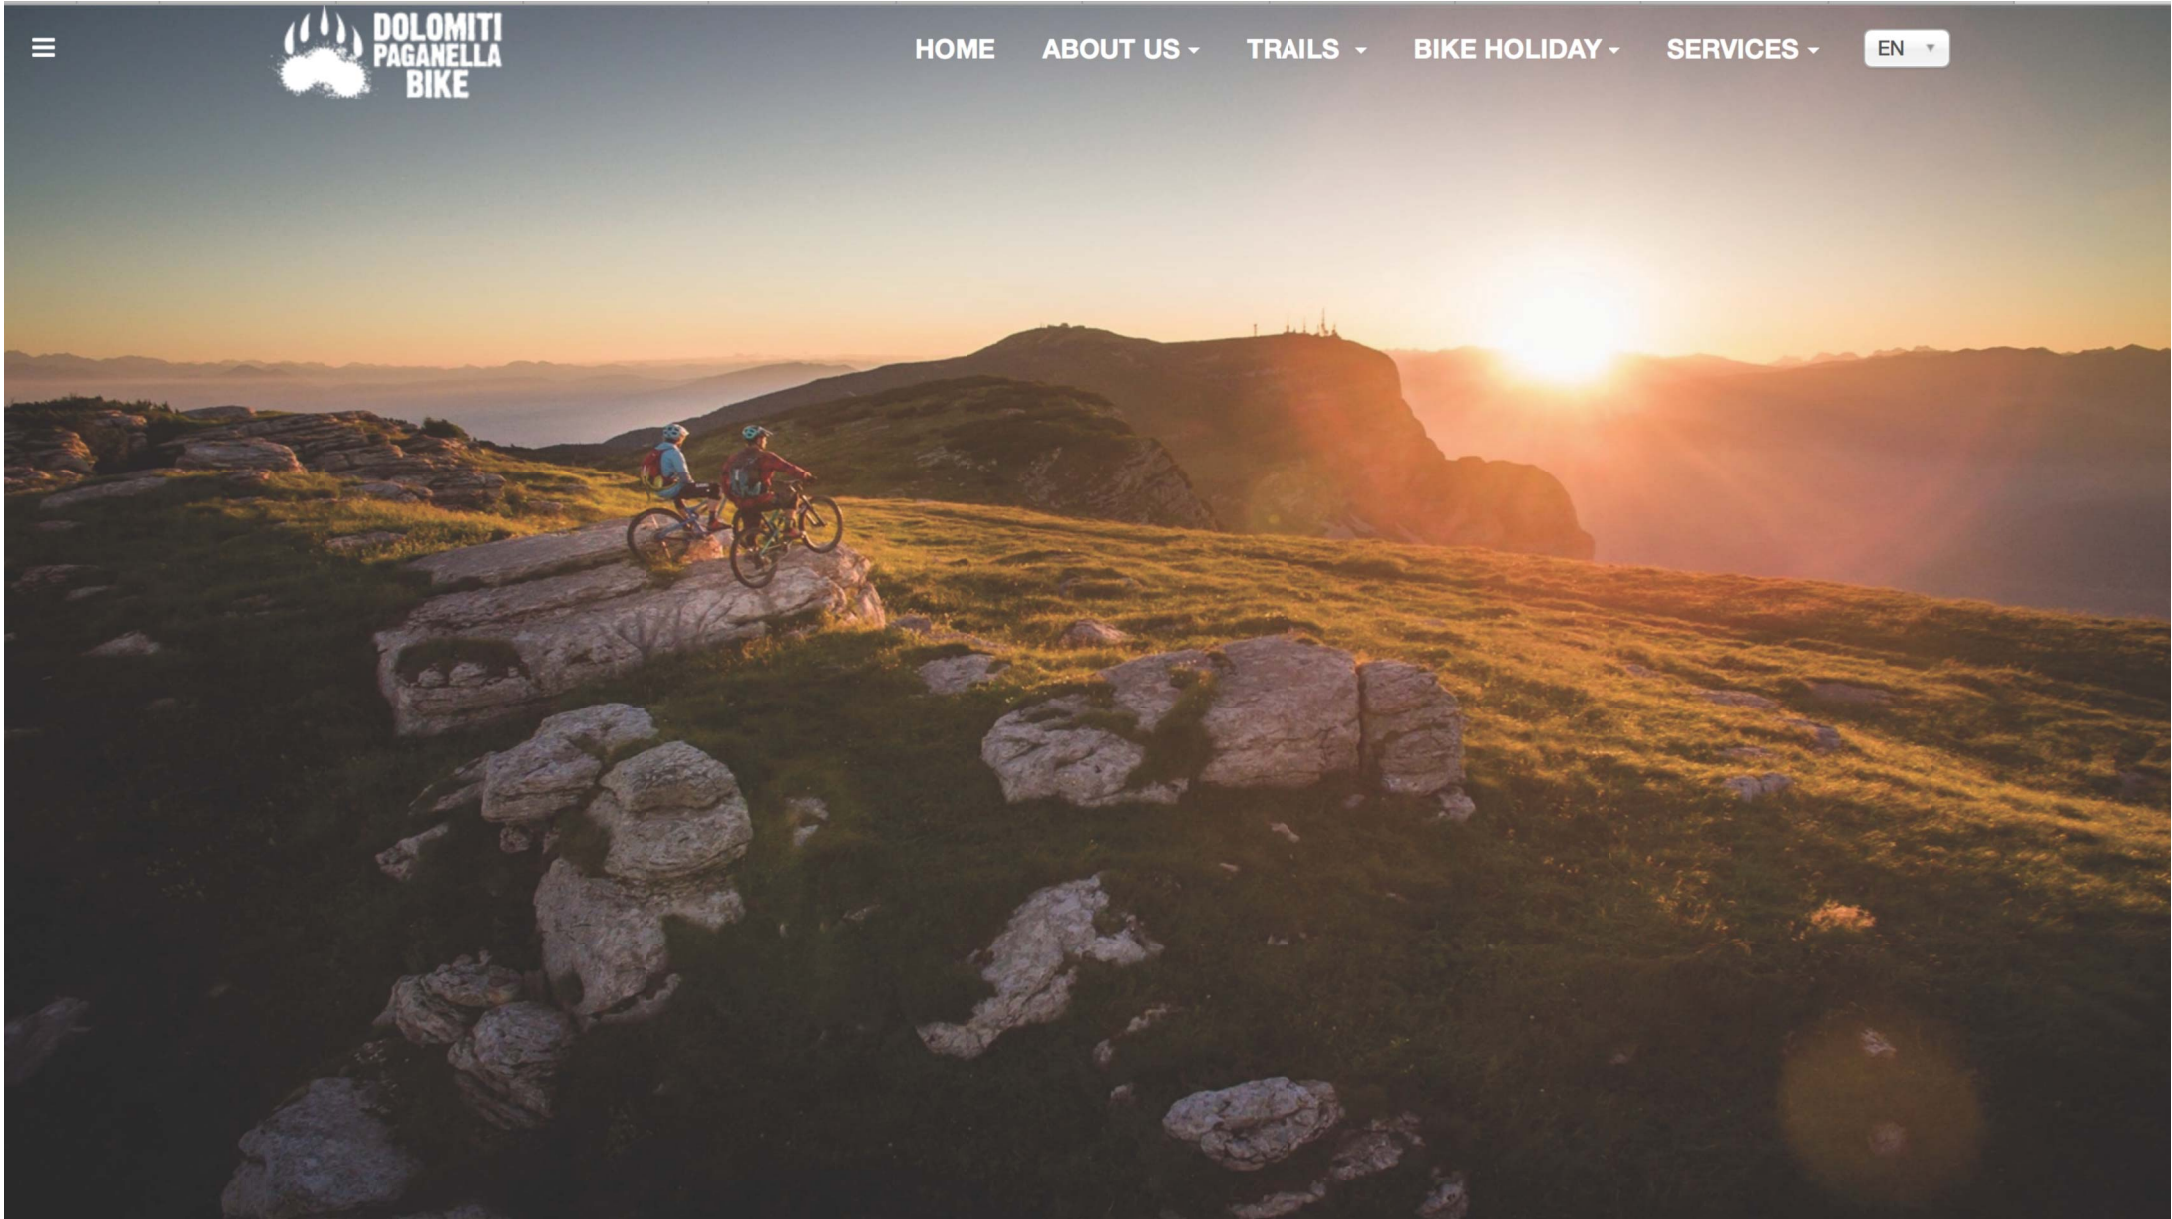 DOLOMITI
PAGANELLA
BIKE
HOME ABOUT US TRAILS BIKE HOLIDAY SERVICES EN